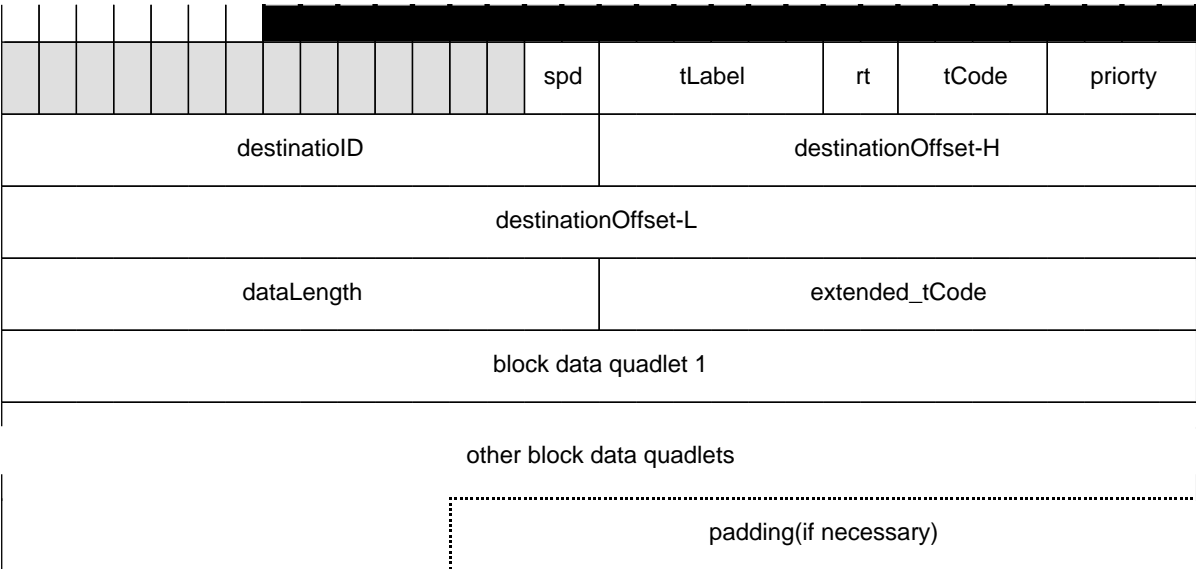 spd tLabel rt tCode priorty
destinatioID destinationOffset-H
destinationOffset-L
dataLength extended_tCode
block data quadlet 1
other block data quadlets
padding(if necessary)